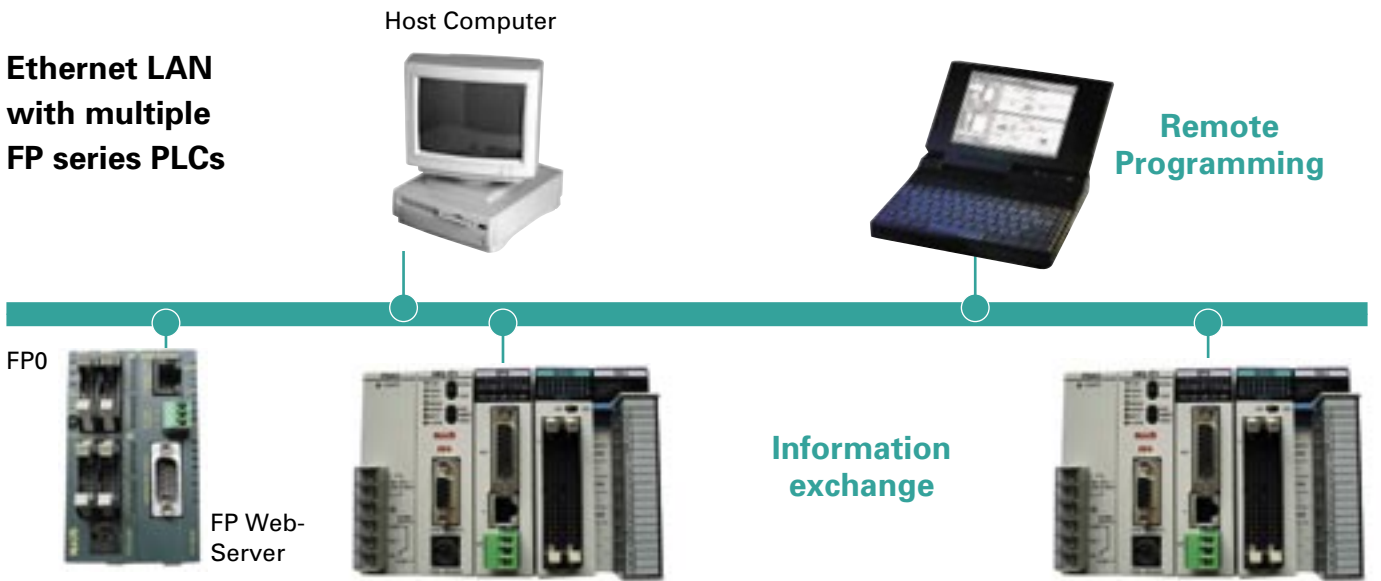 Host Computer
Ethernet LAN
with multiple
FP series PLCs
Remote
Programming
FP0
Information
exchange
FP Web-
Server